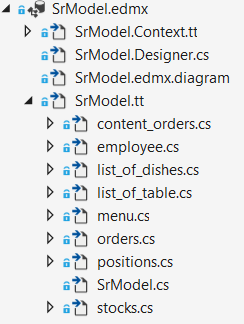 SrModel.edmx
SrModel.Context.tt
SrModel.Designer.cs
SrModel.edmx.diagram
SrModel.tt
content_orders.cs
employee.cs
list_of_dishes.cs
list_of_table.cs
menu.cs
orders.cs
positions.cs
SrModel.cs
stocks.cs